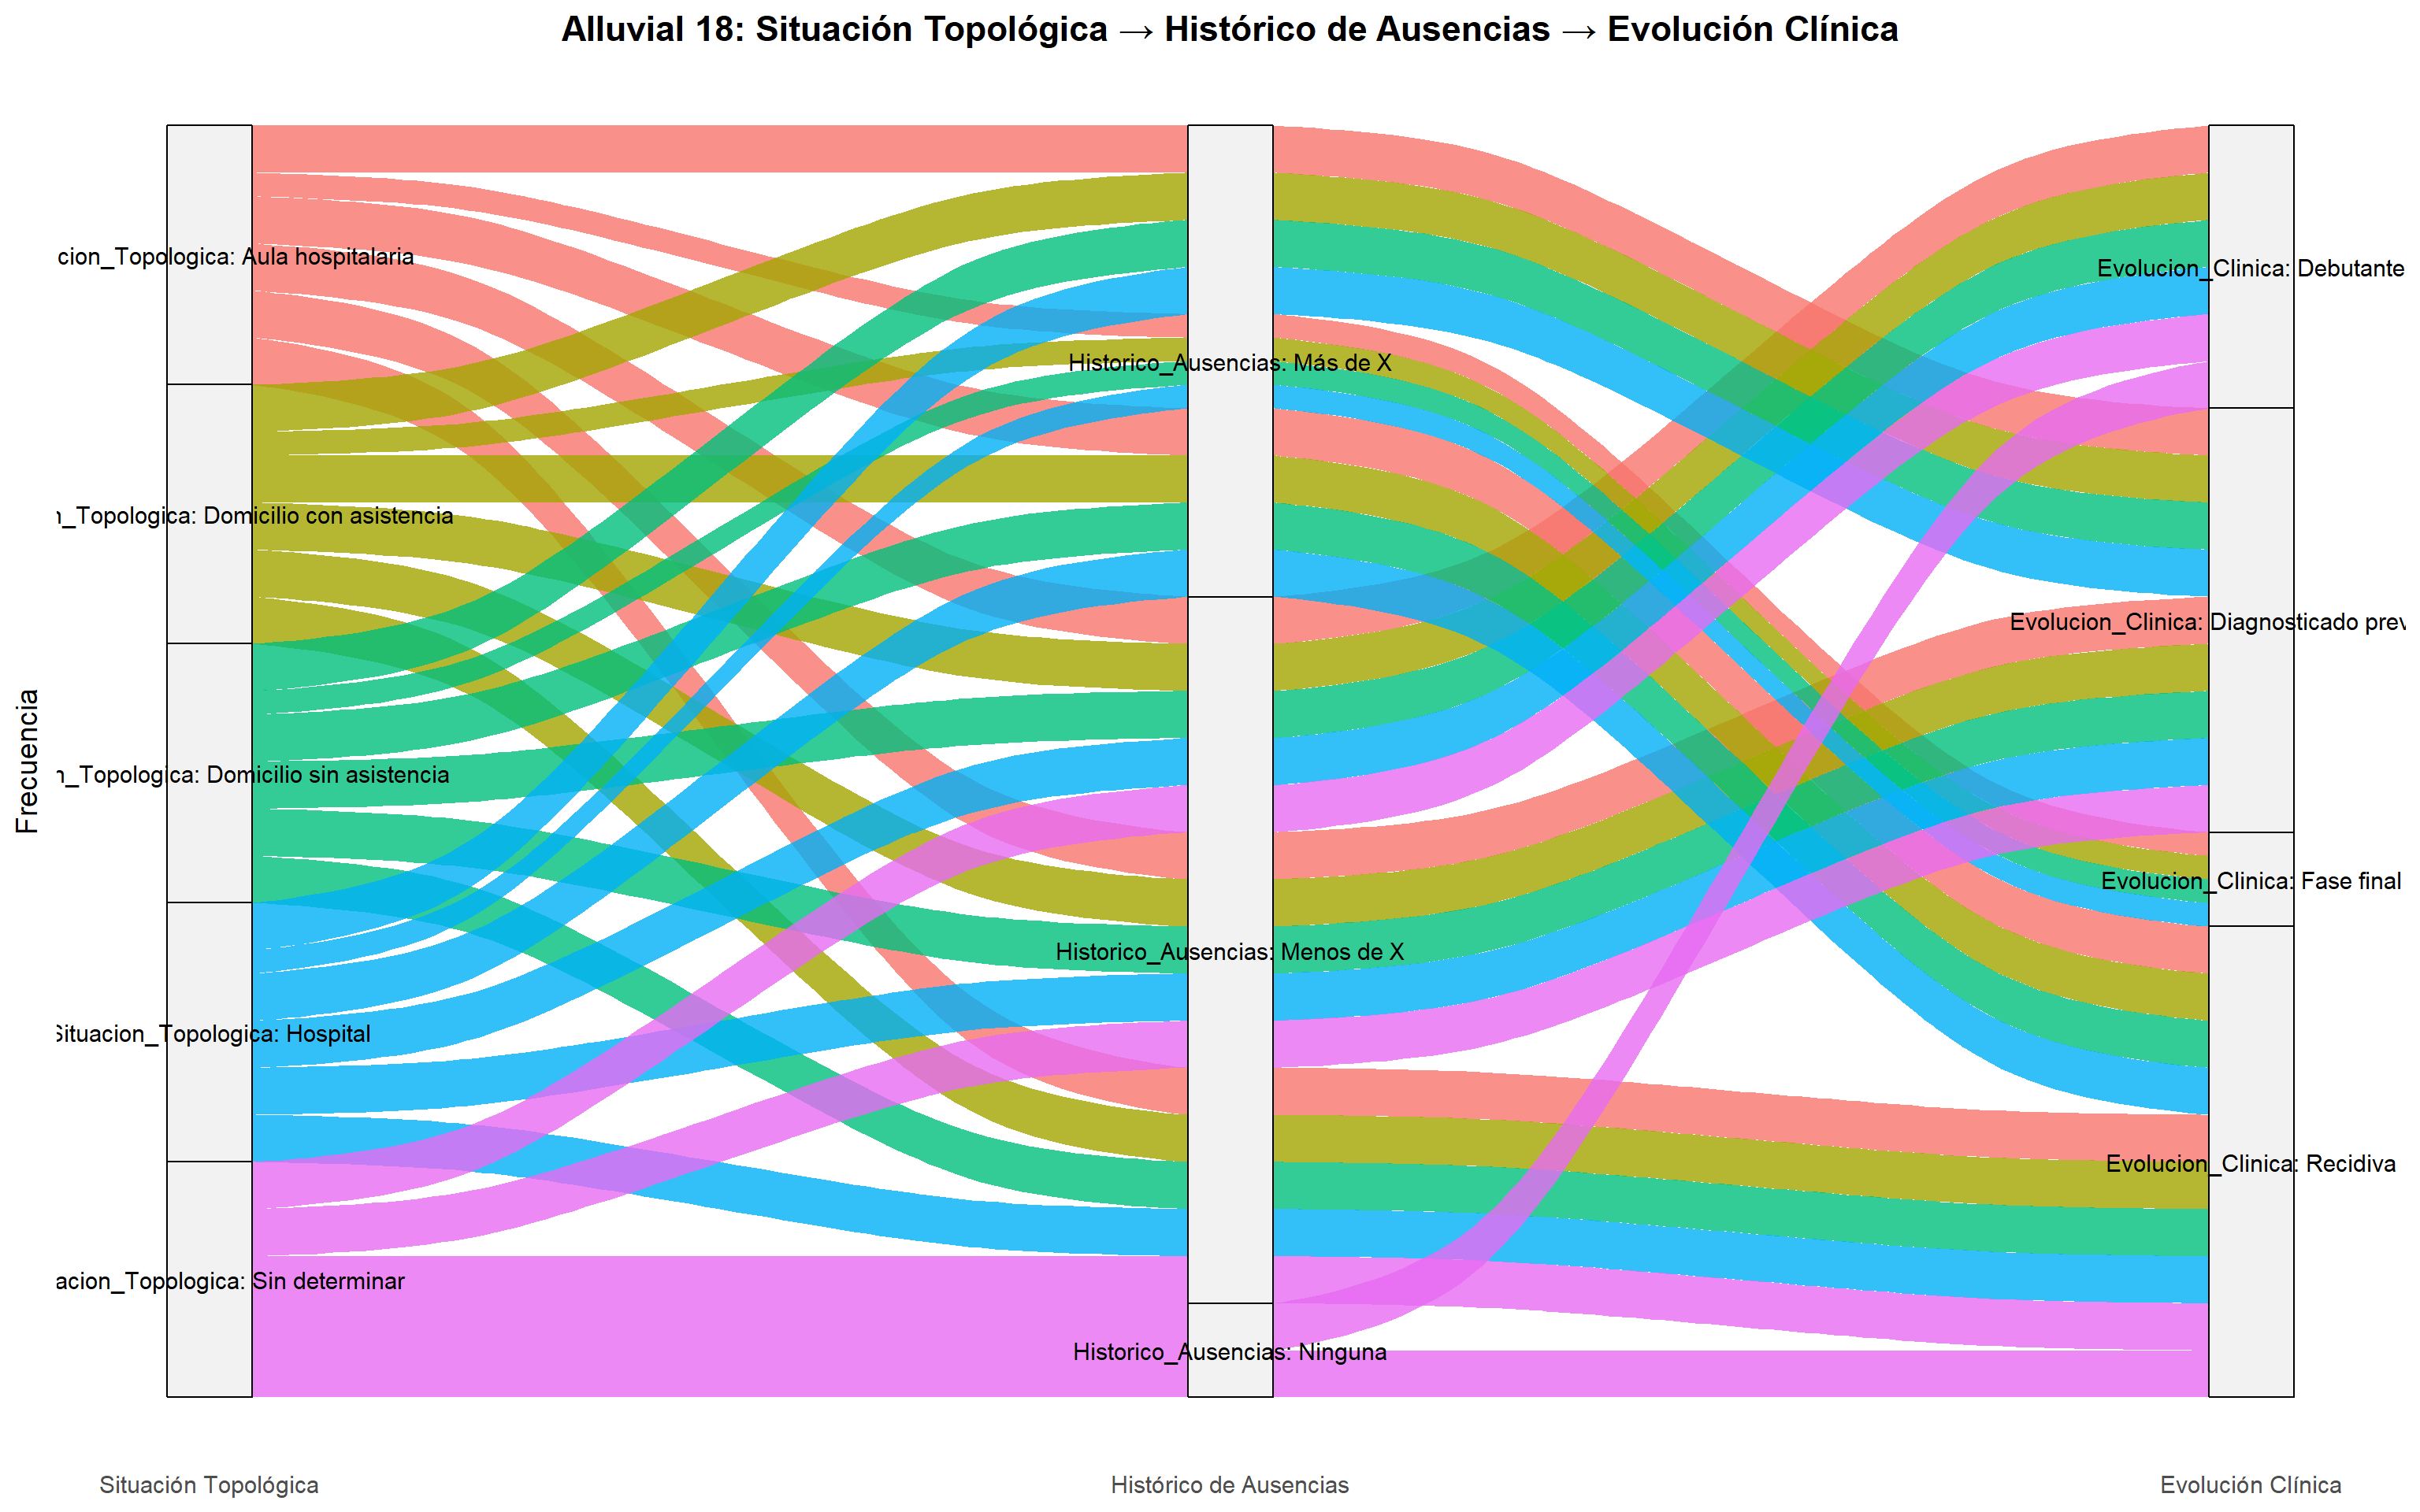 Alluvial 18: Situación Topológica → Histórico de Ausencias → Evolución Clínica
cion_Topologica: Aula hospitalaria
n_Topologica: Domicilio con asistencia
n_Topologica: Domicilio sin asistencia
Situacion_Topologica: Hospital
acion_Topologica: Sin determinar
Historico_Ausencias: Más de X
Historico_Ausencias: Menos de X
Historico_Ausencias: Ninguna
Evolucion_Clinica: Debutante
Evolucion_Clinica: Diagnosticado prev
Evolucion_Clinica: Fase final
Evolucion_Clinica: Recidiva
Frecuencia
Situación Topológica
Histórico de Ausencias
Evolución Clínica